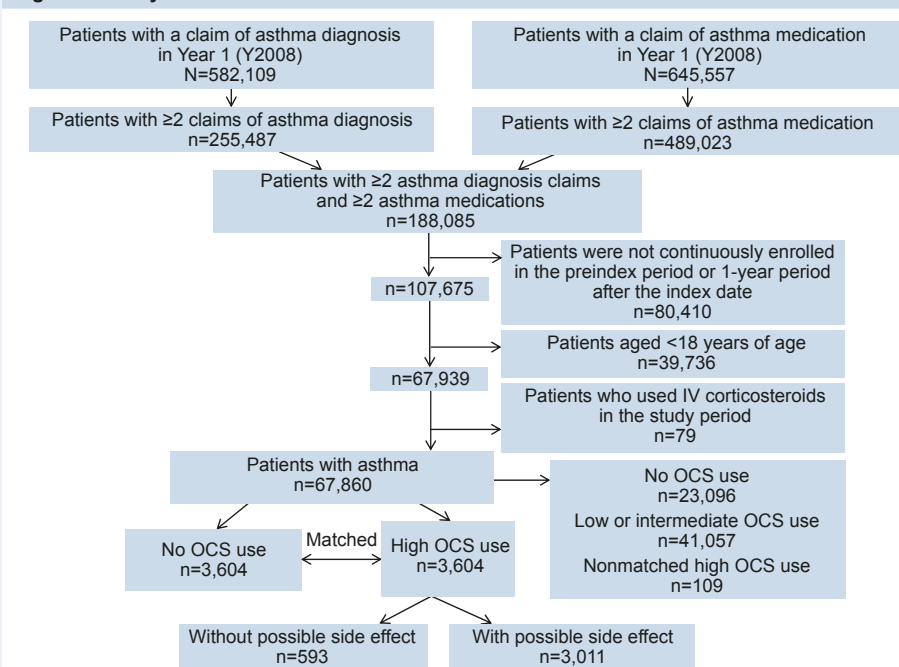 Patients with a claim of asthma diagnosis
in Year 1 (Y2008)
N=582,109
Patients with a claim of asthma medication
in Year 1 (Y2008)
N=645,557
Patients with ≥2 claims of asthma diagnosis
n=255,487
Patients with ≥2 claims of asthma medication
n=489,023
Patients with ≥2 asthma diagnosis claims
and ≥2 asthma medications
n=188,085
Patients were not continuously enrolled
in the preindex period or 1-year period
after the index date
n=80,410
n=107,675
Patients aged <18 years of age
n=39,736
n=67,939
Patients who used IV corticosteroids
in the study period
n=79
Patients with asthma
n=67,860
No OCS use
n=23,096
Low or intermediate OCS use
n=41,057
Nonmatched high OCS use
n=109
No OCS use
n=3,604
Matched
High OCS use
n=3,604
Without possible side effect
n=593
With possible side effect
n=3,011